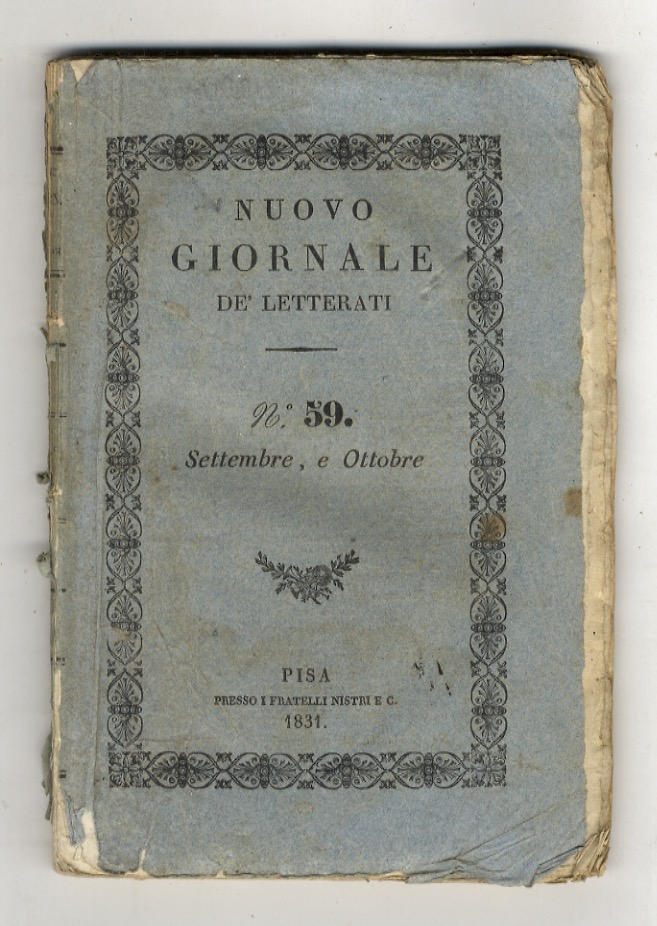 NUOVO
GIORNALE
DE' LETTERATI
N.° 59.
Settembre, e Ottobre
PISA
PRESSO I FRATELLI NISTRI E C.
1831.